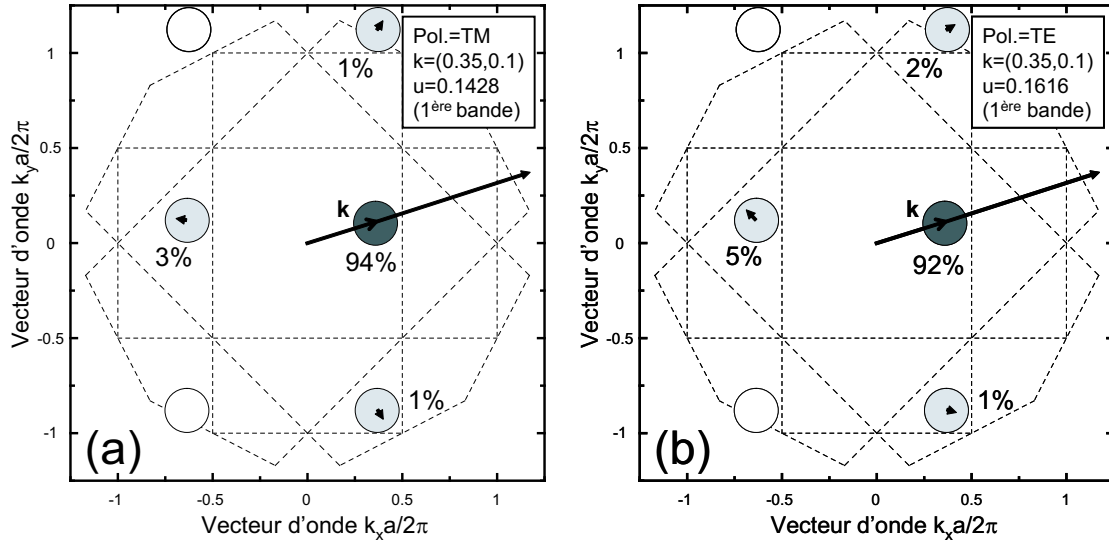 Pol.=TM
k=(0.35,0.1)
u=0.1428
(1ère bande)
1%
k
3%
94%
1%
(a)
1
0.5
0
-0.5
-1
-1
-0.5
0
0.5
1
Vecteur d'onde kya/2π
Vecteur d'onde kxa/2π
Pol.=TE
k=(0.35,0.1)
u=0.1616
(1ère bande)
2%
k
5%
92%
1%
(b)
1
0.5
0
-0.5
-1
-1
-0.5
0
0.5
1
Vecteur d'onde kya/2π
Vecteur d'onde kxa/2π